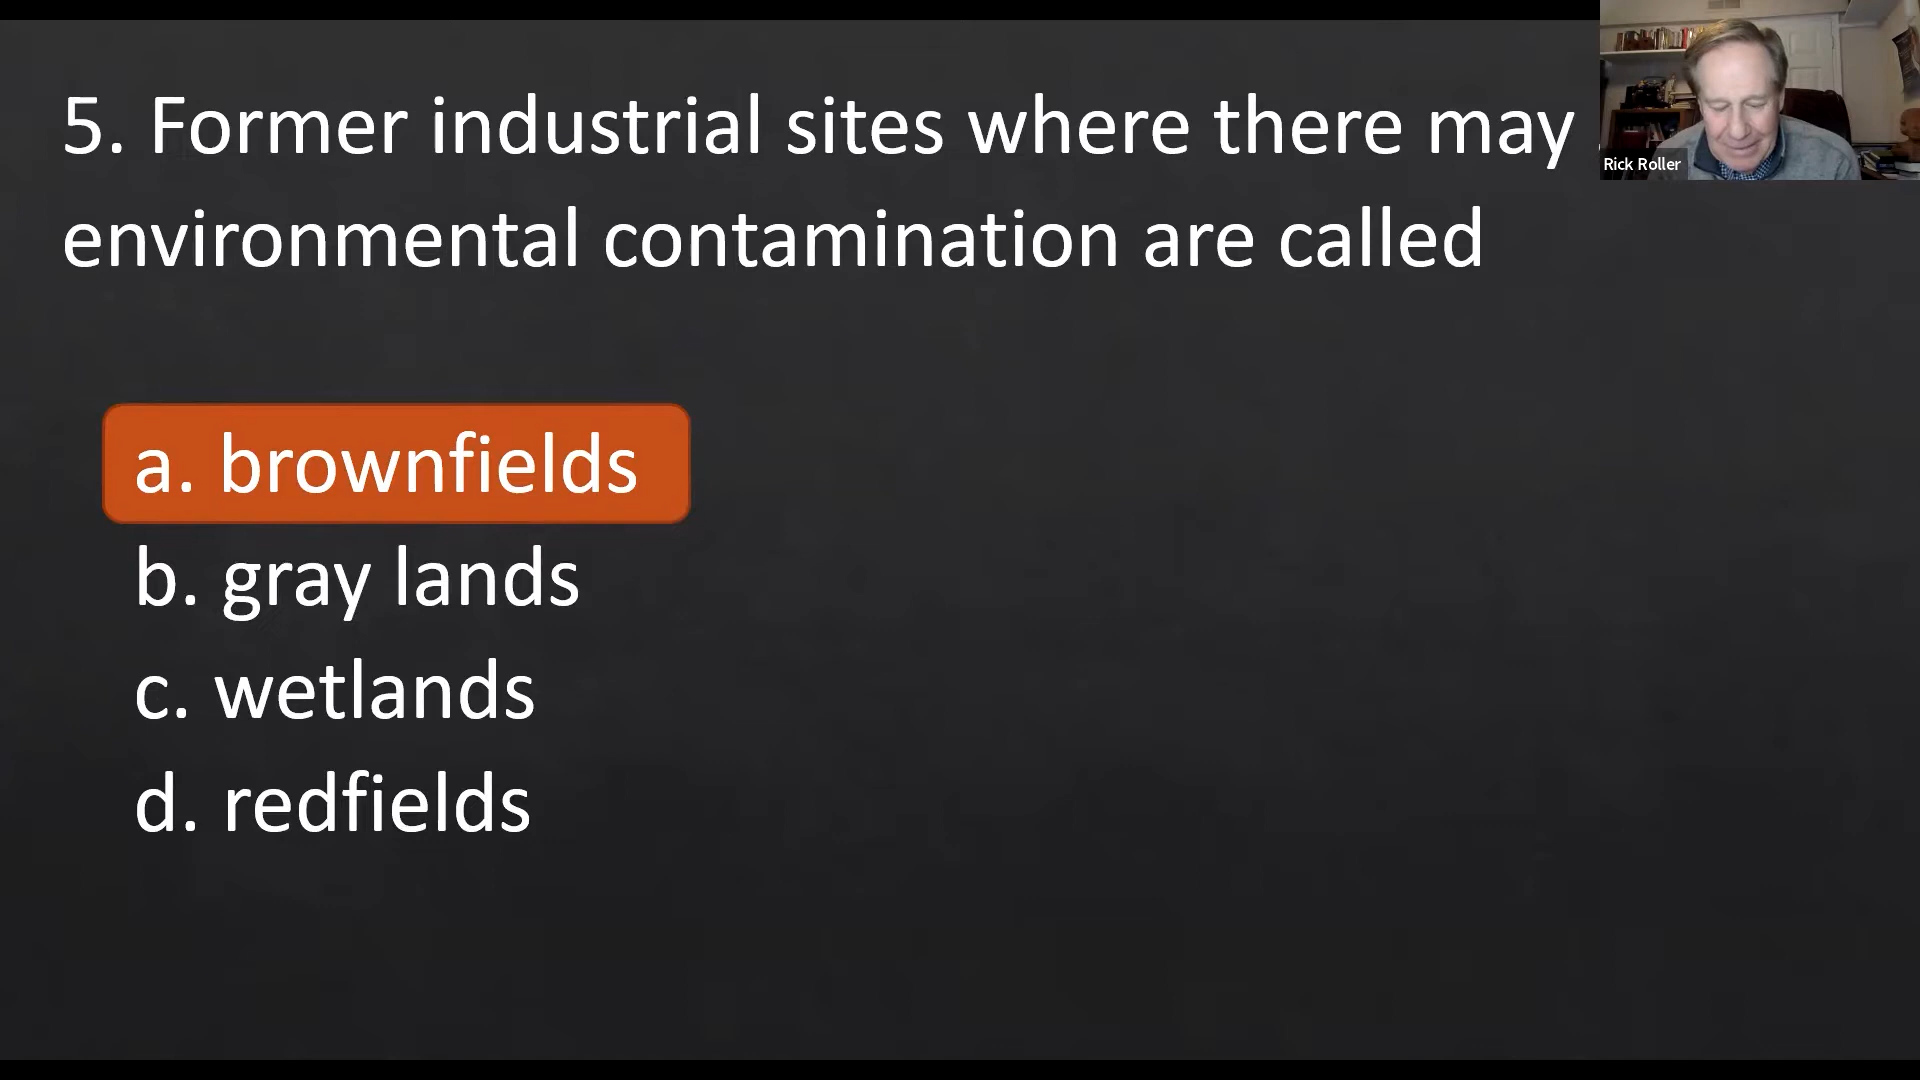 5. Former industrial sites where there may
environmental contamination are called
a. brownfields
b. gray lands
c. wetlands
d. redfields
Rick Roller